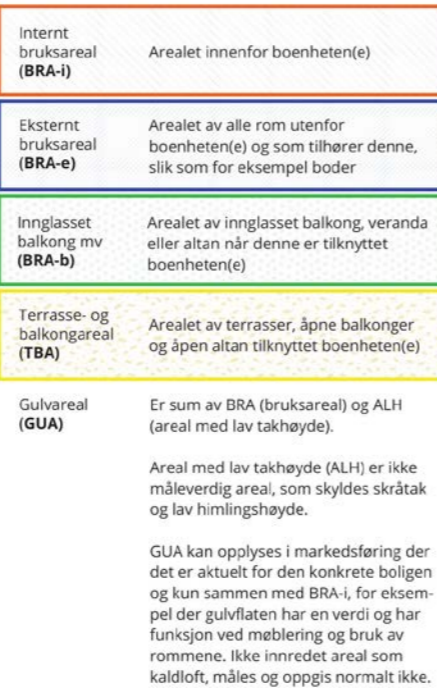 Internt
bruksareal
(BRA-i)
Arealet innenfor boenheten(e)
Eksternt
bruksareal
(BRA-e)
Arealet av alle rom utenfor
boenheten(e) og som tilhører denne,
slik som for eksempel boder
Innglasset
balkong mv
(BRA-b)
Arealet av innglasset balkong, veranda
eller altan når denne er tilknyttet
boenheten(e)
Terrasse- og
balkongareal
(TBA)
Arealet av terrasser, åpne balkonger
og åpen altan tilknyttet boenheten(e)
Gulvareal
(GUA)
Er sum av BRA (bruksareal) og ALH
(areal med lav takhøyde).
Areal med lav takhøyde (ALH) er ikke
måleverdig areal, som skyldes skråtak
og lav himlingshøyde.
GUA kan opplyses i markedsføring der
det er aktuelt for den konkrete boligen
og kun sammen med BRA-i, for eksem-
pel der gulvflaten har en verdi og har
funksjon ved møblering og bruk av
rommene. Ikke innredet areal som
kaldloft, måles og oppgis normalt ikke.